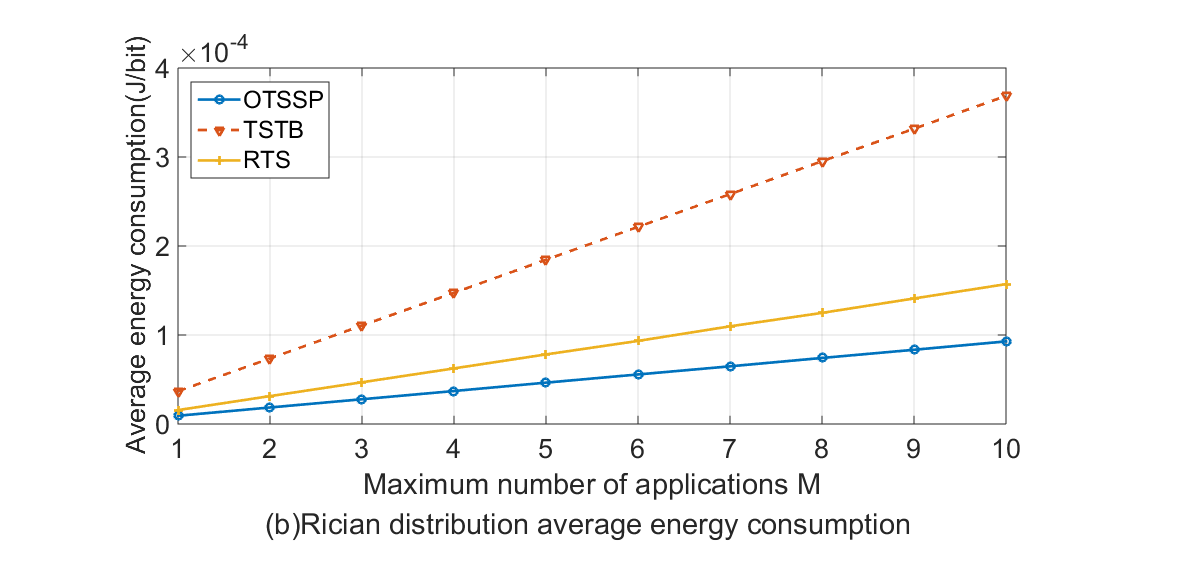 ×10-4
Average energy consumption(J/bit)
4
3
2
1
0
OTSSP
TSTB
RTS
1 2 3 4 5 6 7 8 9 10
Maximum number of applications M
(b)Rician distribution average energy consumption